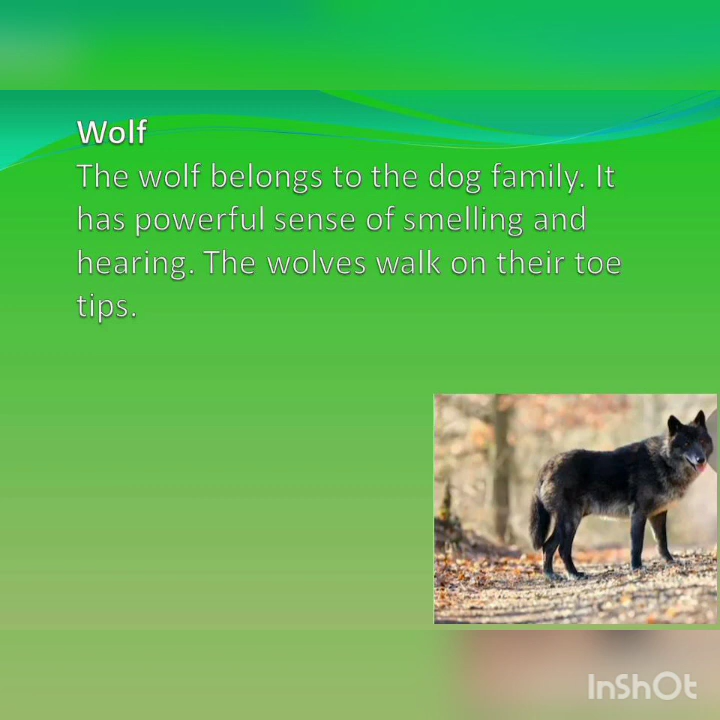 Wolf
The wolf belongs to the dog family. It
has powerful sense of smelling and
hearing. The wolves walk on their toe
tips.
InShOt